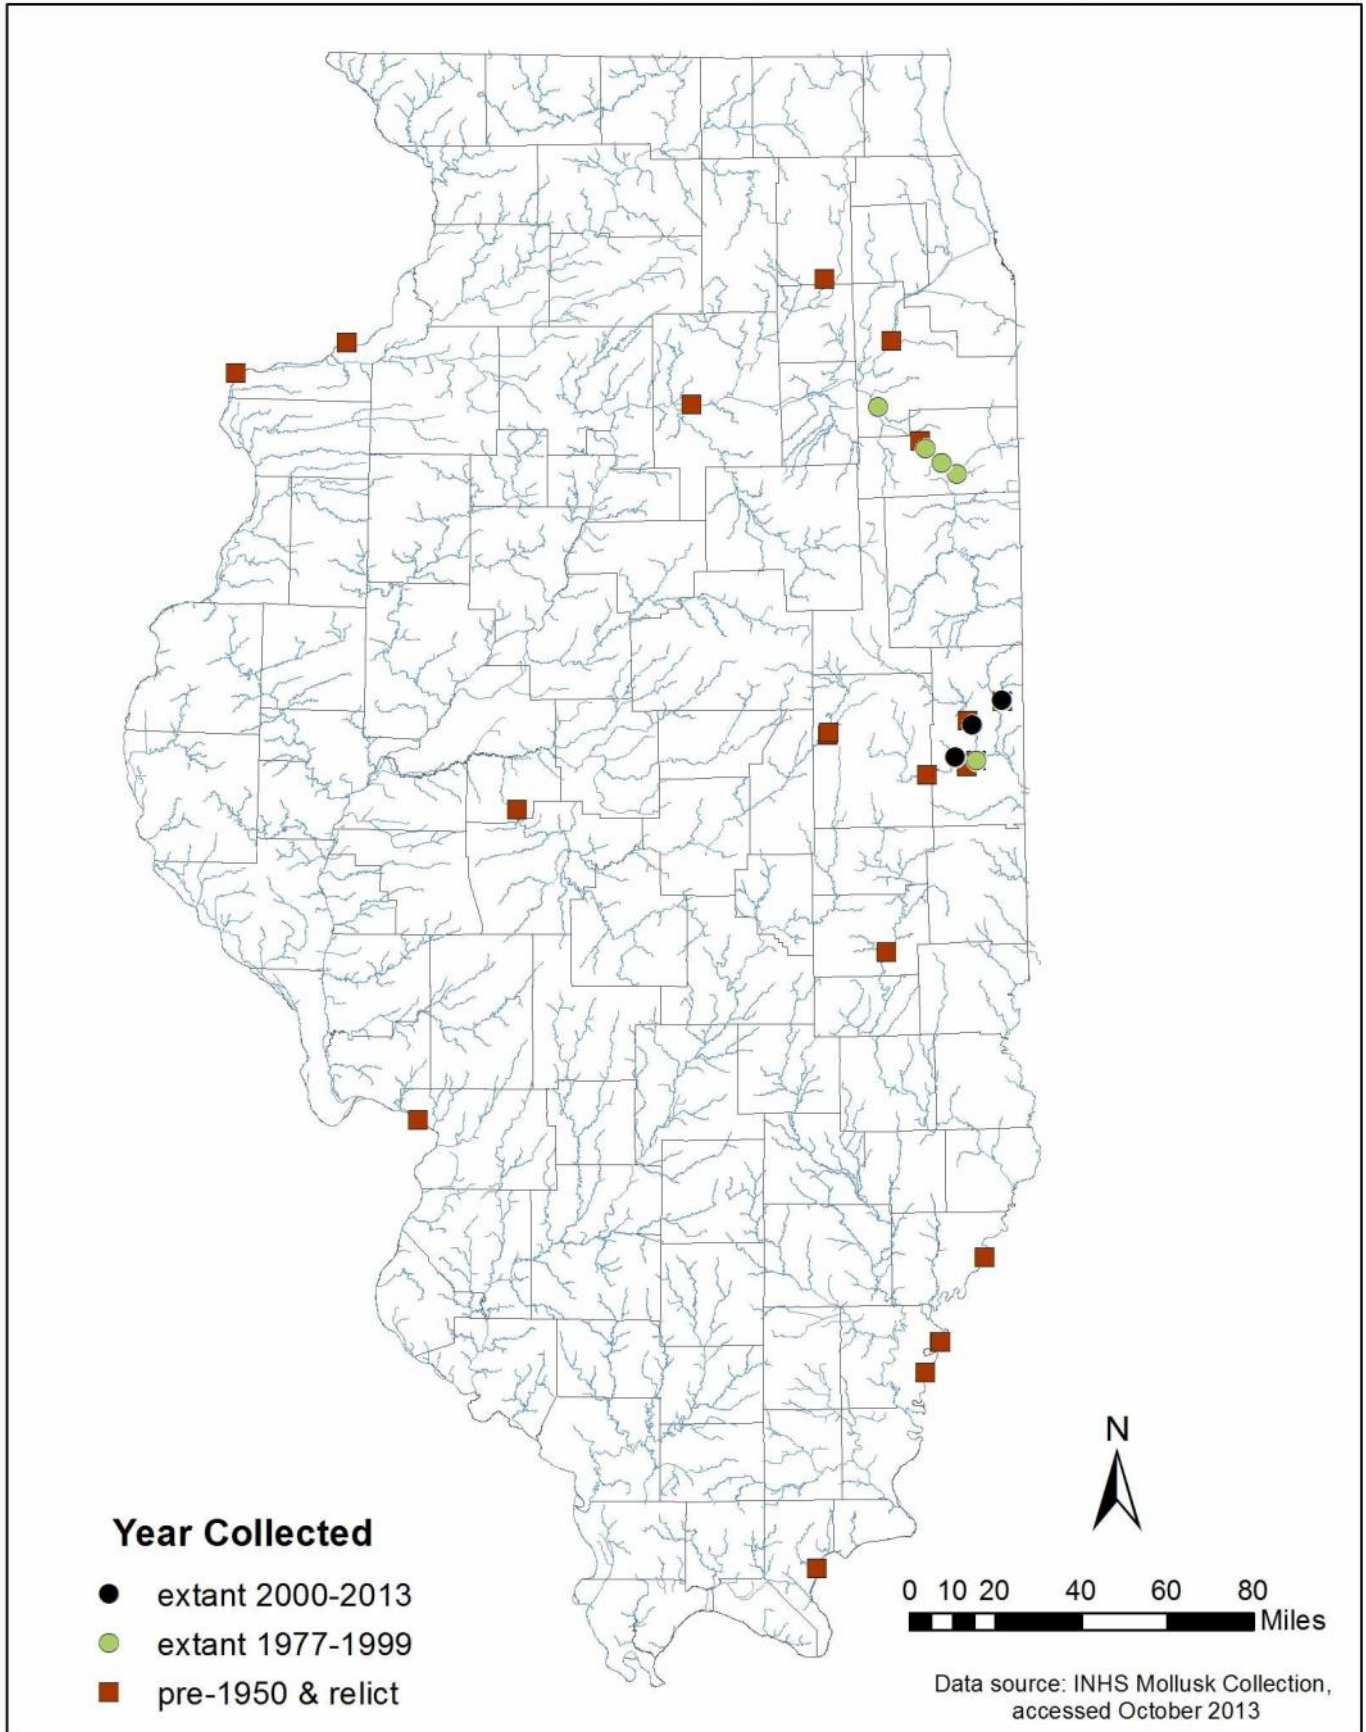 N
0 10 20 40 60 80
Miles
Year Collected
extant 2000-2013
extant 1977-1999
pre-1950 & relict
Data source: INHS Mollusk Collection,
accessed October 2013